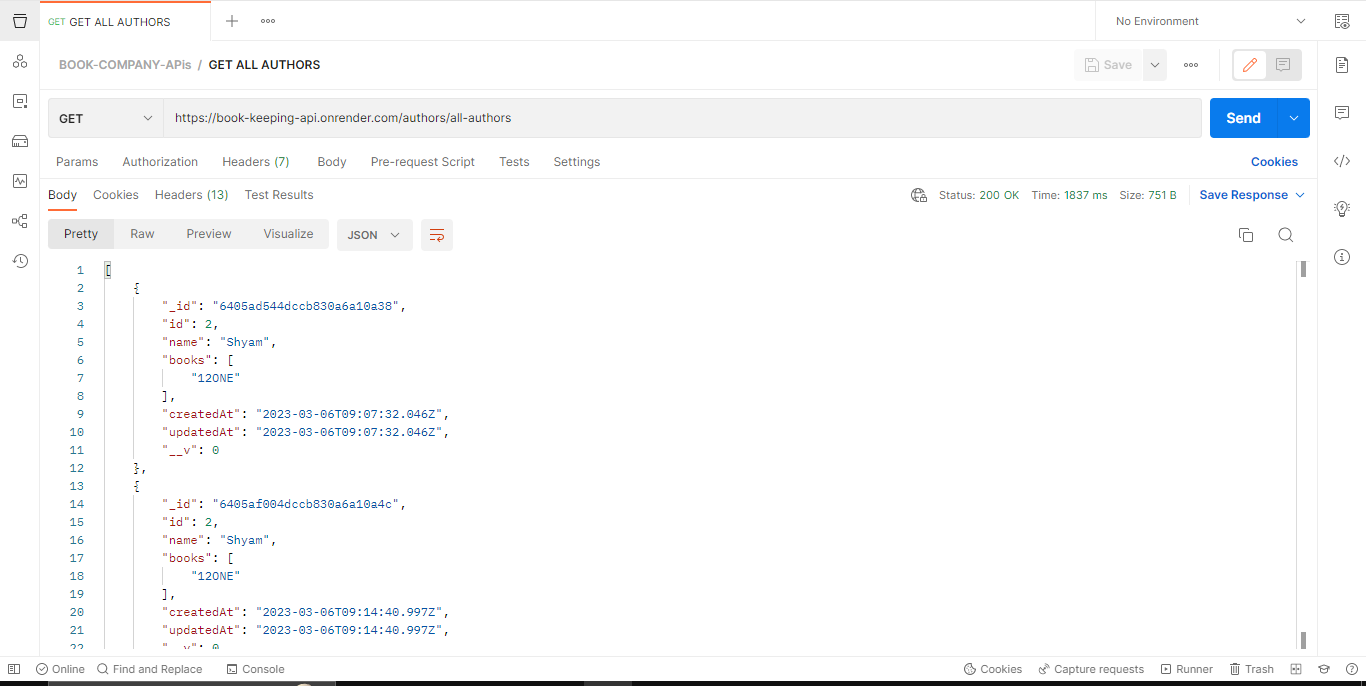 GET GET ALL AUTHORS
No Environment
BOOK-COMPANY-APIs / GET ALL AUTHORS
Save
GET
https://book-keeping-api.onrender.com/authors/all-authors
Send
Params Authorization Headers (7) Body Pre-request Script Tests Settings Cookies
Body Cookies Headers (13) Test Results Status: 200 OK Time: 1837 ms Size: 751 B Save Response
Pretty Raw Preview Visualize JSON
1 [
2 {
3 "_id": "6405ad544dccb830a6a10a38",
4 "id": 2,
5 "name": "Shyam",
6 "books": [
7 "12ONE"
8 ],
9 "createdAt": "2023-03-06T09:07:32.046Z",
10 "updatedAt": "2023-03-06T09:07:32.046Z",
11 "__v": 0
12 },
13 {
14 "_id": "6405af004dccb830a6a10a4c",
15 "id": 2,
16 "name": "Shyam",
17 "books": [
18 "12ONE"
19 ],
20 "createdAt": "2023-03-06T09:14:40.997Z",
21 "updatedAt": "2023-03-06T09:14:40.997Z",
22 "__v": 0
Online Find and Replace Console Cookies Capture requests Runner Trash